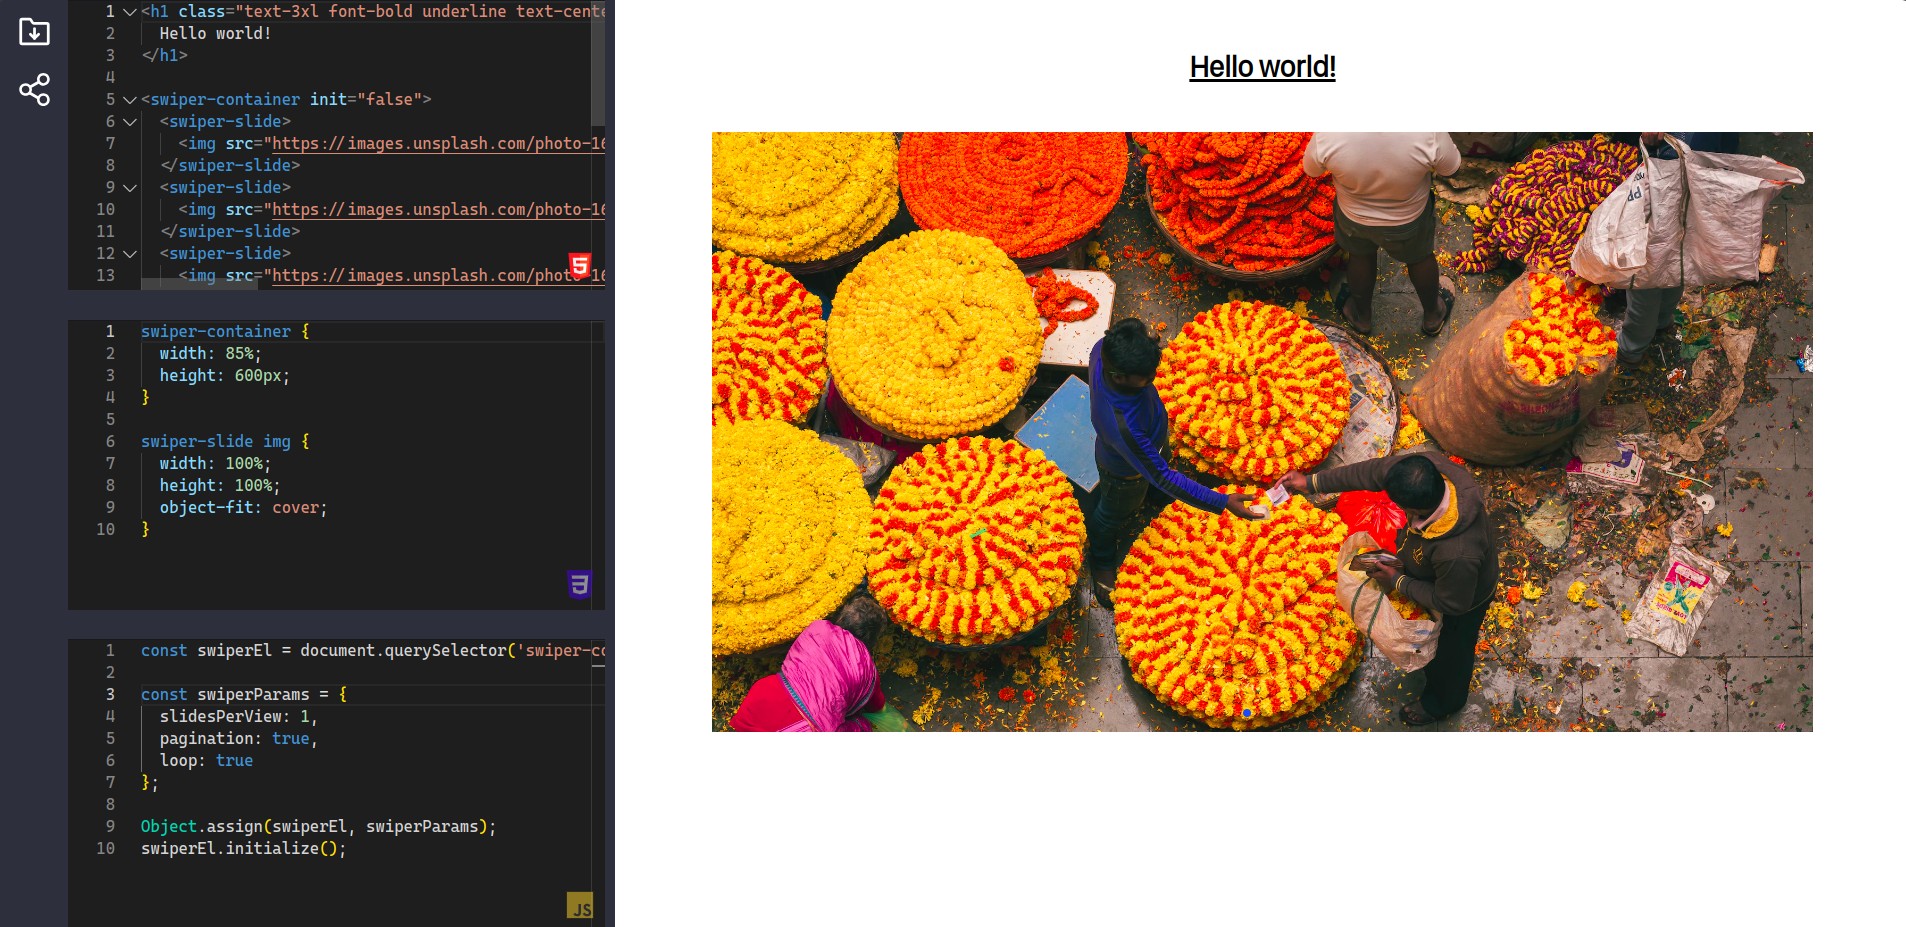 1 <h1 class="text-3xl font-bold underline text-cente
2 Hello world!
3 </h1>
4
5 <swiper-container init="false">
6 <swiper-slide>
7 <img src="https://images.unsplash.com/photo-16
8 </swiper-slide>
9 <swiper-slide>
10 <img src="https://images.unsplash.com/photo-16
11 </swiper-slide>
12 <swiper-slide>
13 <img src="https://images.unsplash.com/photo-16
5
1 swiper-container {
2 width: 85%;
3 height: 600px;
4 }
5
6 swiper-slide img {
7 width: 100%;
8 height: 100%;
9 object-fit: cover;
10 }
3
1 const swiperEl = document.querySelector('swiper-co
2
3 const swiperParams = {
4 slidesPerView: 1,
5 pagination: true,
6 loop: true
7 };
8
9 Object.assign(swiperEl, swiperParams);
10 swiperEl.initialize();
JS
Hello world!